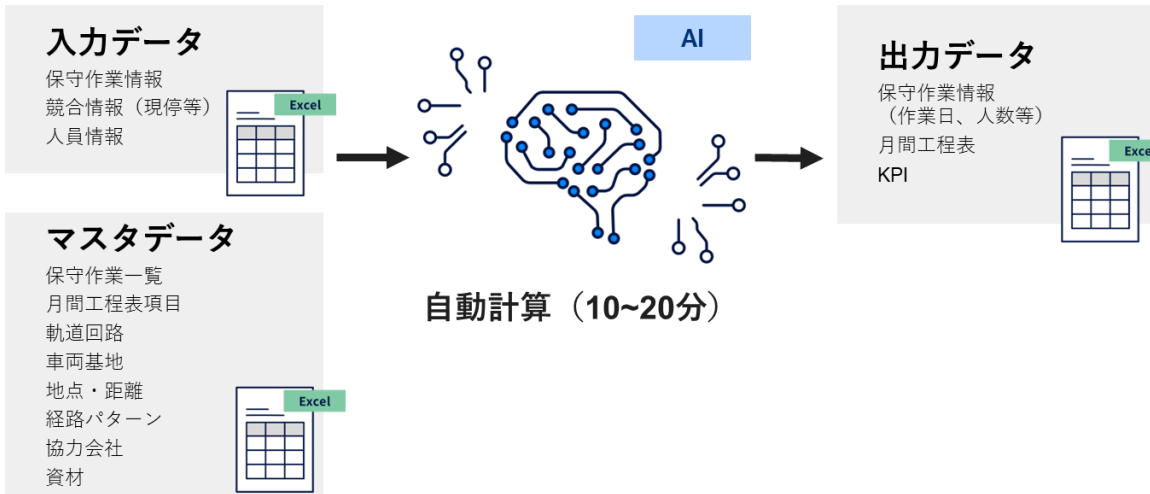 入力データ
保守作業情報
競合情報（現停等）
人員情報
Excel
マスタデータ
保守作業一覧
月間工程表項目
軌道回路
車両基地
地点・距離
経路パターン
協力会社
資材
Excel
AI
自動計算（10~20分）
出力データ
保守作業情報
（作業日、人数等）
月間工程表
KPI
Exce